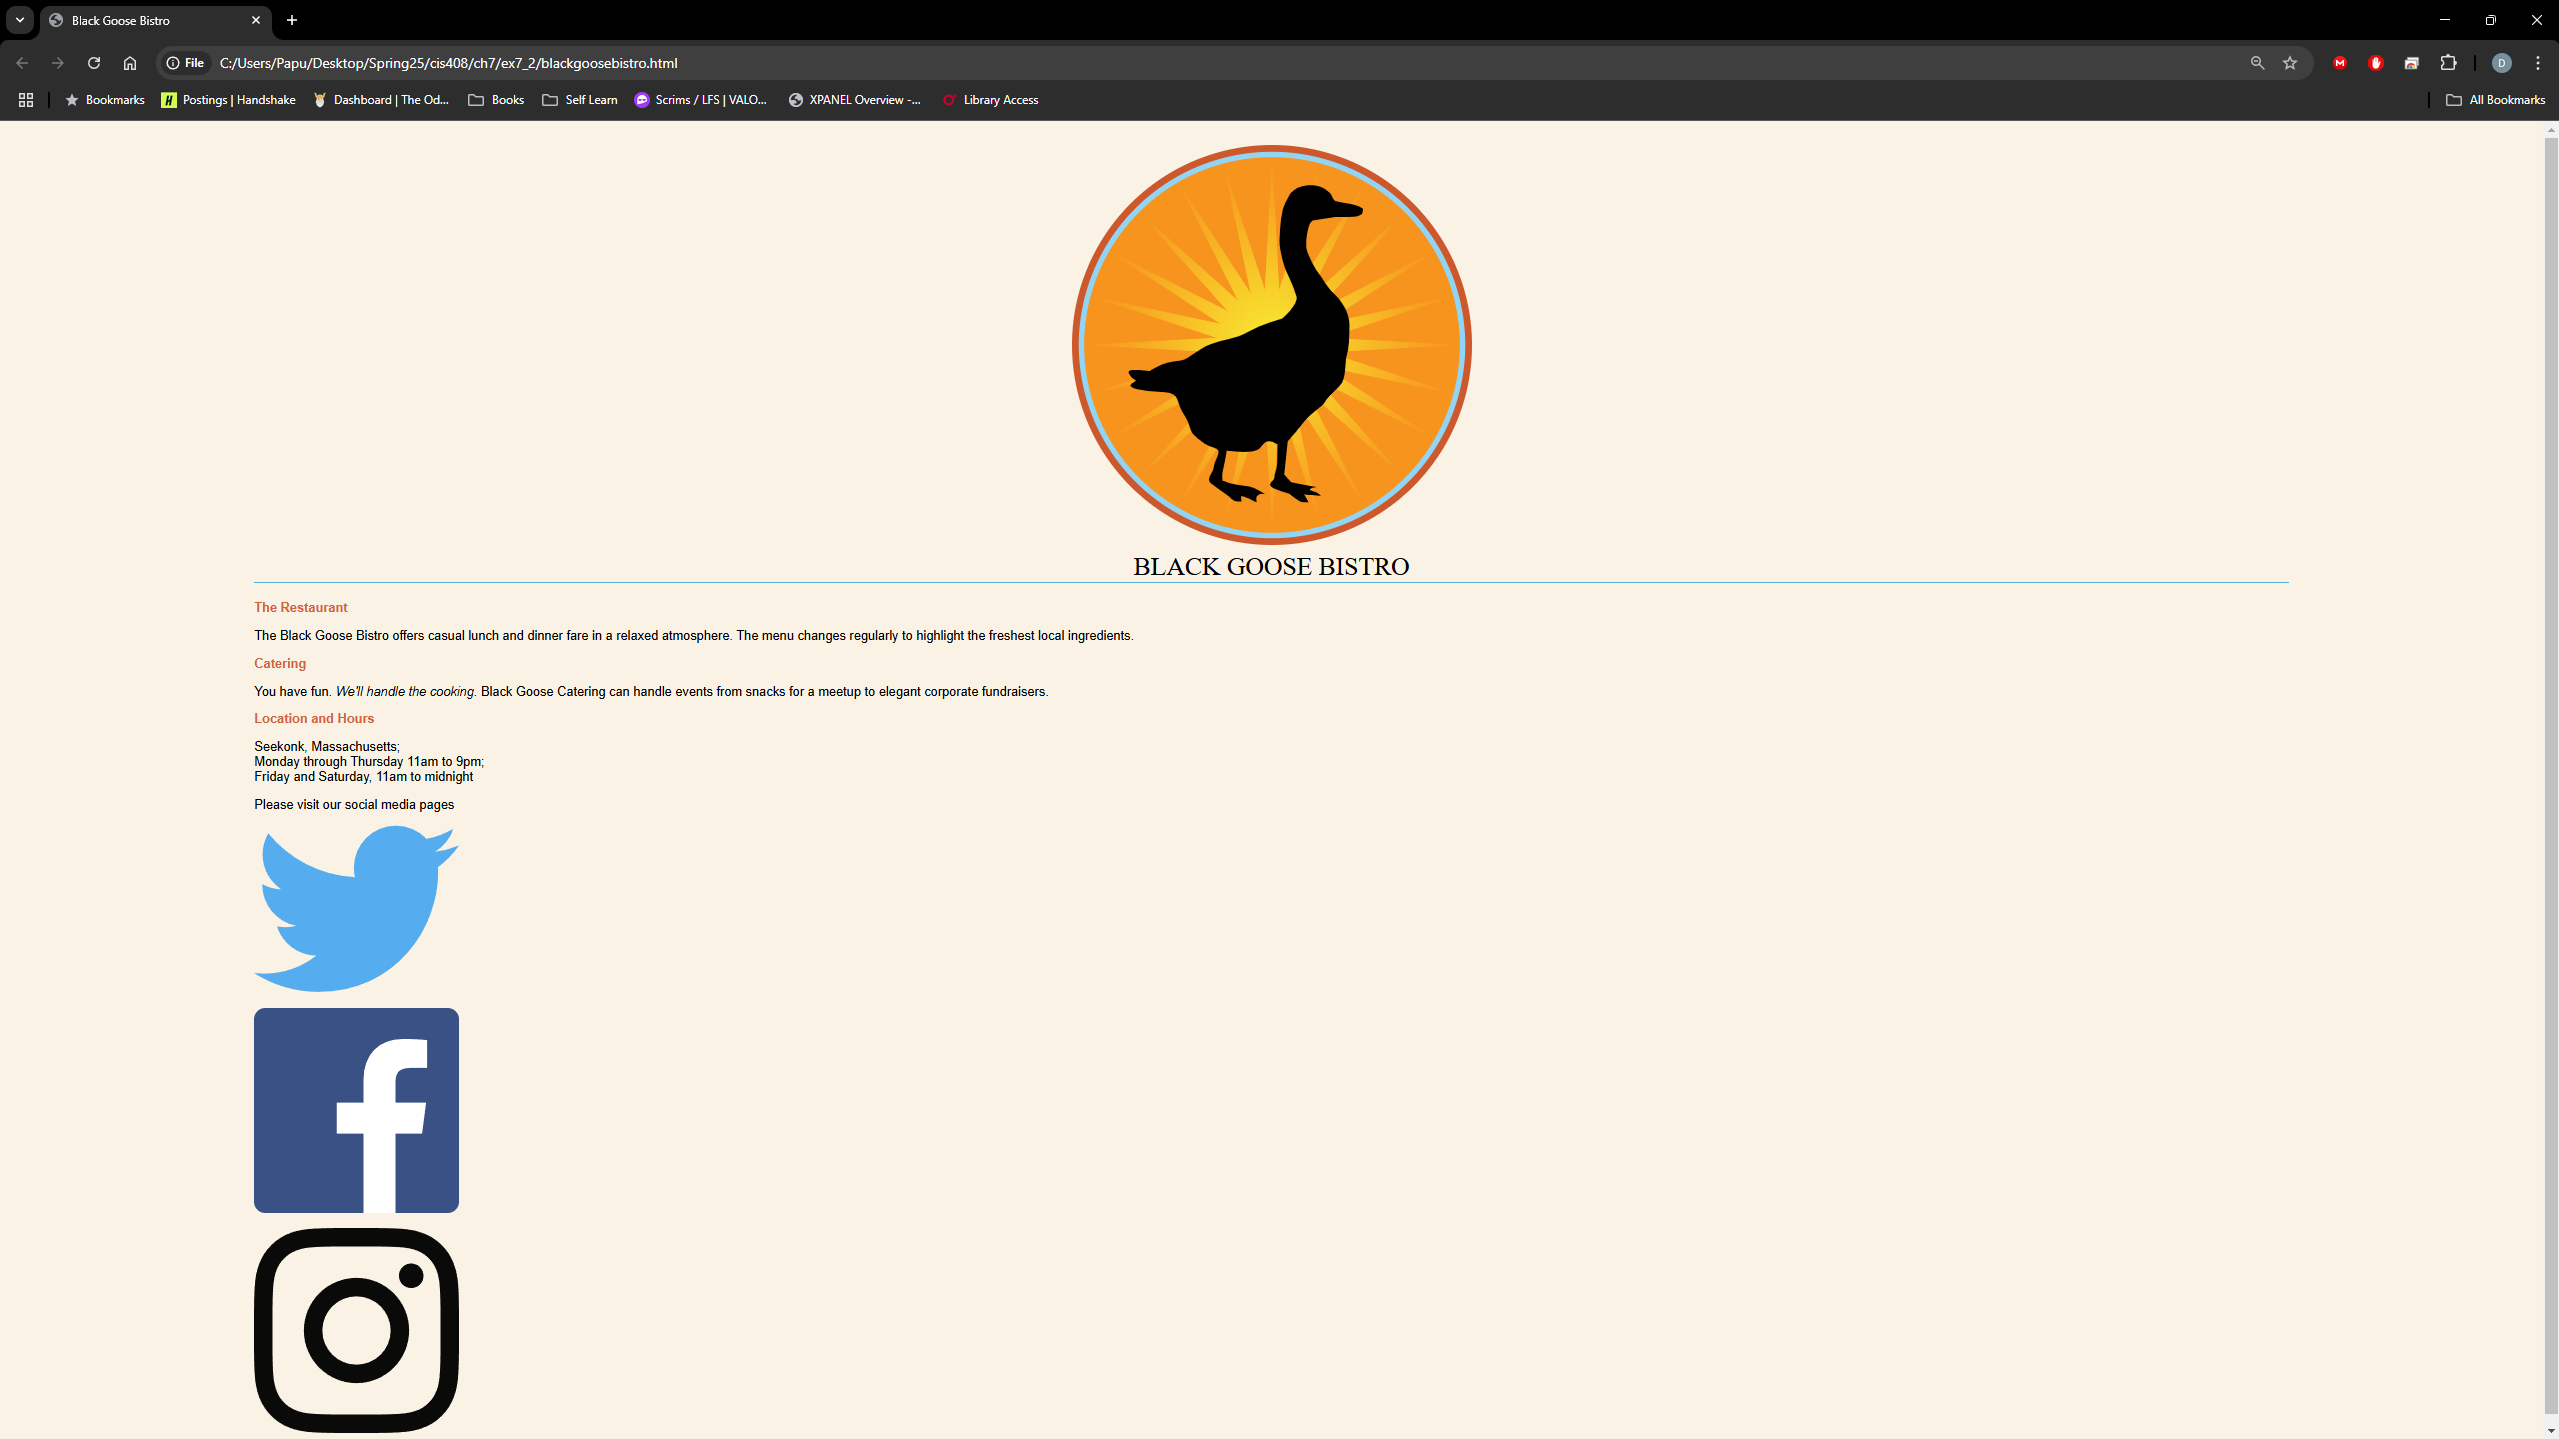 Black Goose Bistro
File
C:/Users/Papu/Desktop/Spring25/cis408/ch7/ex7_2/blackgoosebistro.html
M
D
Bookmarks
Postings | Handshake
Dashboard | The Od...
Books
Self Learn
Scrims / LFS | VALO...
XPANEL Overview -...
Library Access
All Bookmarks
BLACK GOOSE BISTRO
The Restaurant
The Black Goose Bistro offers casual lunch and dinner fare in a relaxed atmosphere. The menu changes regularly to highlight the freshest local ingredients.
Catering
You have fun. We'll handle the cooking. Black Goose Catering can handle events from snacks for a meetup to elegant corporate fundraisers.
Location and Hours
Seekonk, Massachusetts;
Monday through Thursday 11am to 9pm;
Friday and Saturday, 11am to midnight
Please visit our social media pages
f